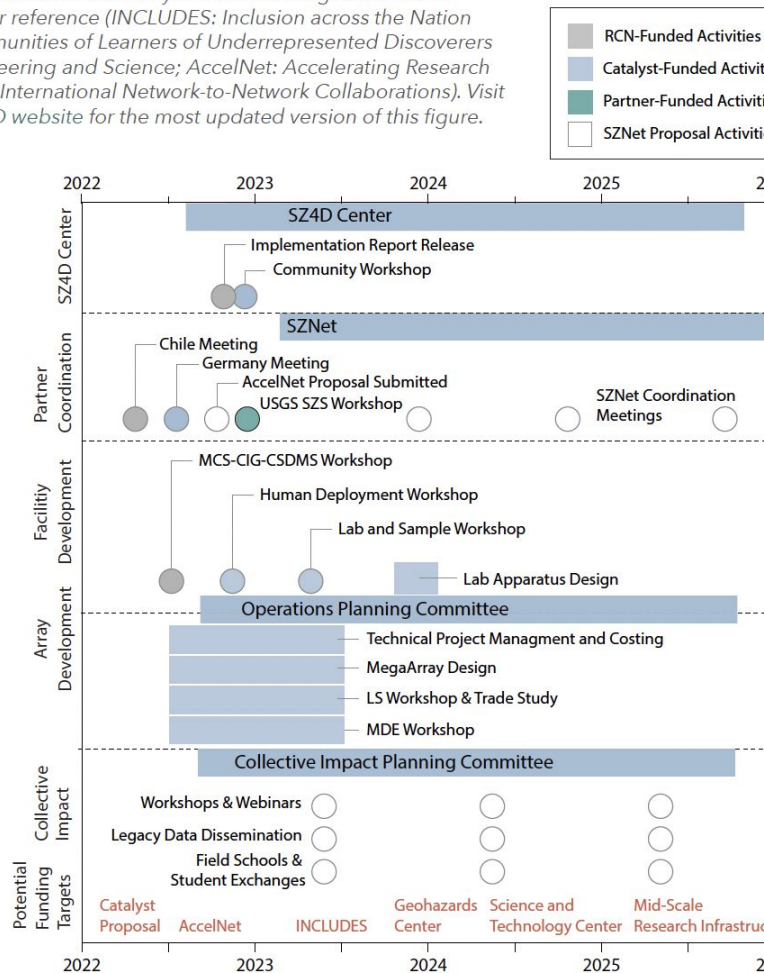 r reference (INCLUDES: Inclusion across the Nation
unities of Learners of Underrepresented Discoverers
eering and Science; AccelNet: Accelerating Research
International Network-to-Network Collaborations). Visit
D website for the most updated version of this figure.
RCN-Funded Activities
Catalyst-Funded Activit
Partner-Funded Activiti
SZNet Proposal Activiti
2022 2023 2024 2025
SZ4D Center
SZ4D Center
Implementation Report Release
Community Workshop
Partner
Coordination
SZNet
Chile Meeting
Germany Meeting
AccelNet Proposal Submitted
USGS SZS Workshop
SZNet Coordination
Meetings
Facilitiy
Development
MCS-CIG-CSDMS Workshop
Human Deployment Workshop
Lab and Sample Workshop
Lab Apparatus Design
Array
Development
Operations Planning Committee
Technical Project Managment and Costing
MegaArray Design
LS Workshop & Trade Study
MDE Workshop
Collective
Impact
Collective Impact Planning Committee
Workshops & Webinars
Legacy Data Dissemination
Field Schools &
Student Exchanges
Potential
Funding
Targets
Catalyst
Proposal
AccelNet
INCLUDES
Geohazards
Center
Science and
Technology Center
Mid-Scale
Research Infrastruc
2022 2023 2024 2025